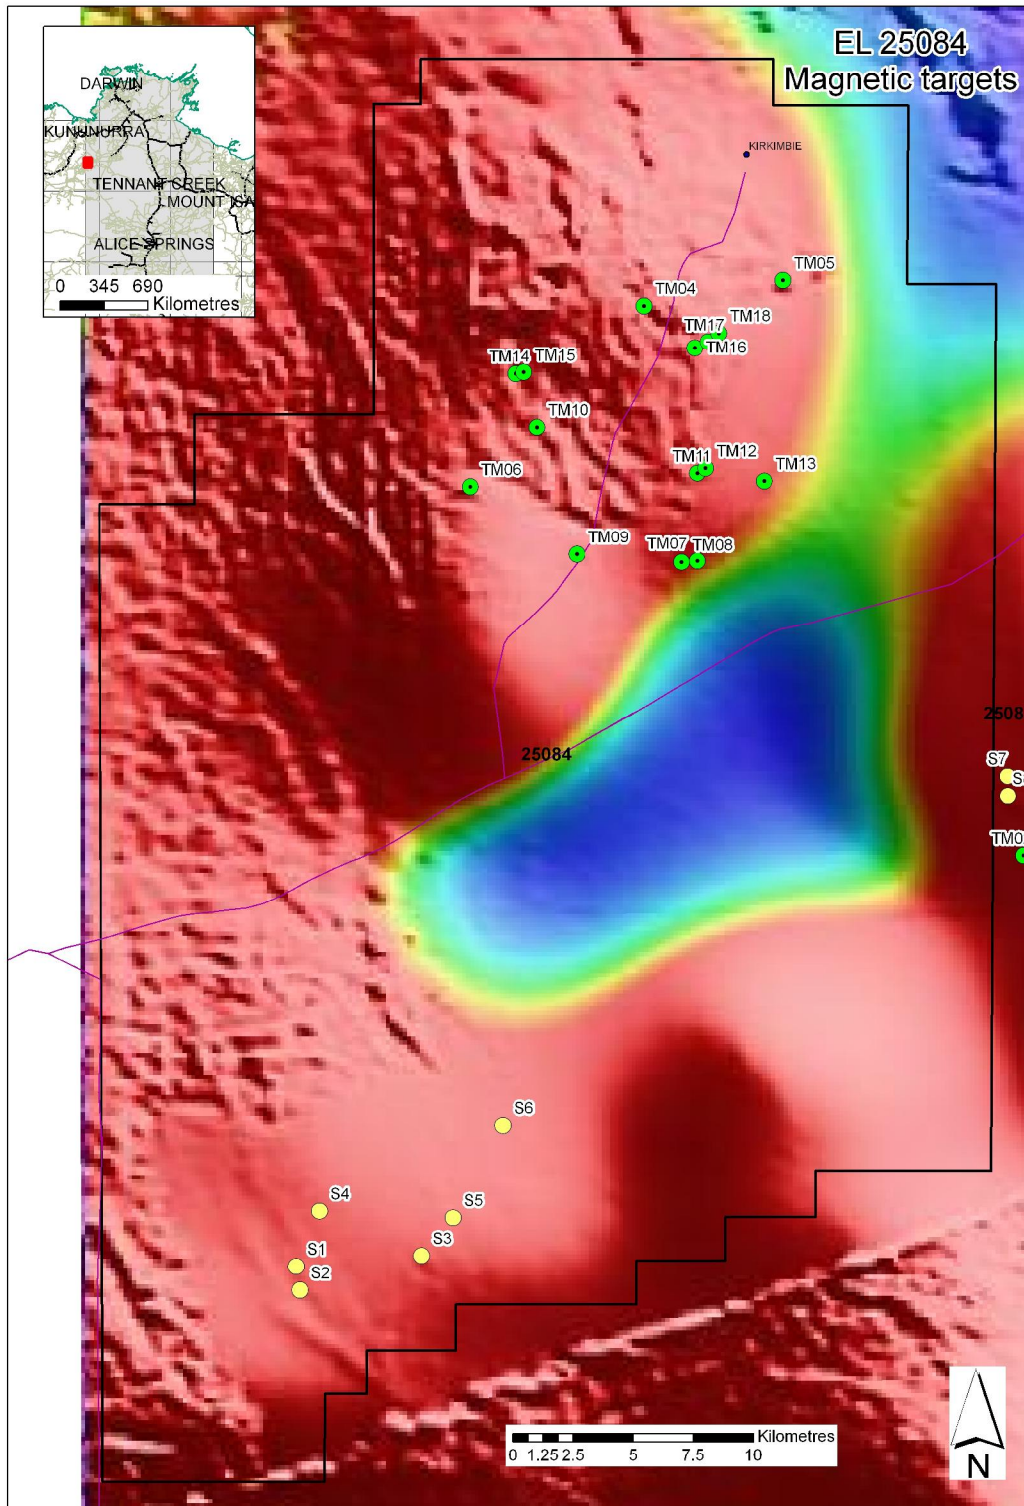 EL 25084
Magnetic targets
DARWIN
KUNUNURRA
TENNANT CREEK
MOUNT ISA
ALICE SPRINGS
0 345 690
Kilometres
KIRKIMBIE
TM05
TM04
TM18
TM17
TM16
TM14
TM15
TM10
TM12
TM11
TM13
TM06
TM09
TM07
TM08
2508
25084
S7
S
TM0
S6
S4
S5
S3
S1
S2
Kilometres
0 1.25 2.5 5 7.5 10
N